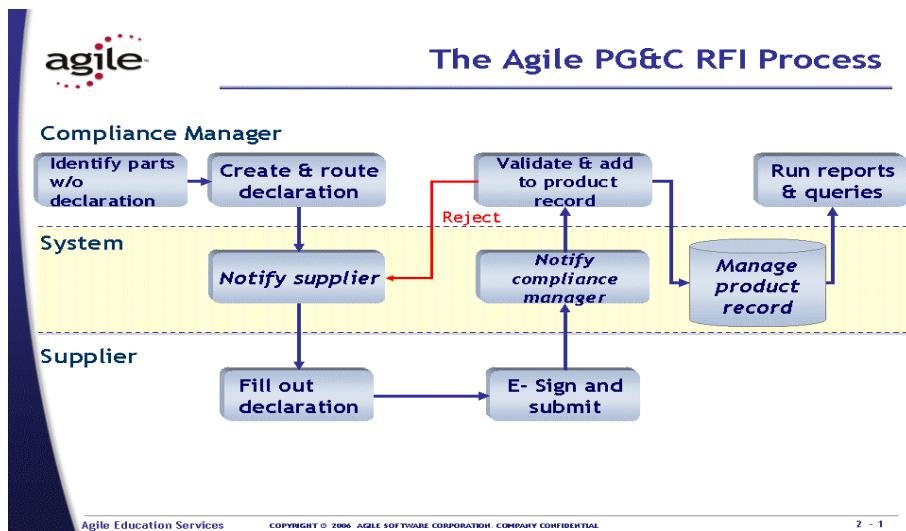 agile™
The Agile PG&C RFI Process
Compliance Manager
Identify parts
w/o
declaration
Create & route
declaration
Validate & add
to product
record
Run reports
& queries
Reject
System
Notify supplier
Notify
compliance
manager
Manage
product
record
Supplier
Fill out
declaration
E- Sign and
submit
Agile Education Services
COPYRIGHT © 2006 AGILE SOFTWARE CORPORATION. COMPANY CONFIDENTIAL
2 - 1